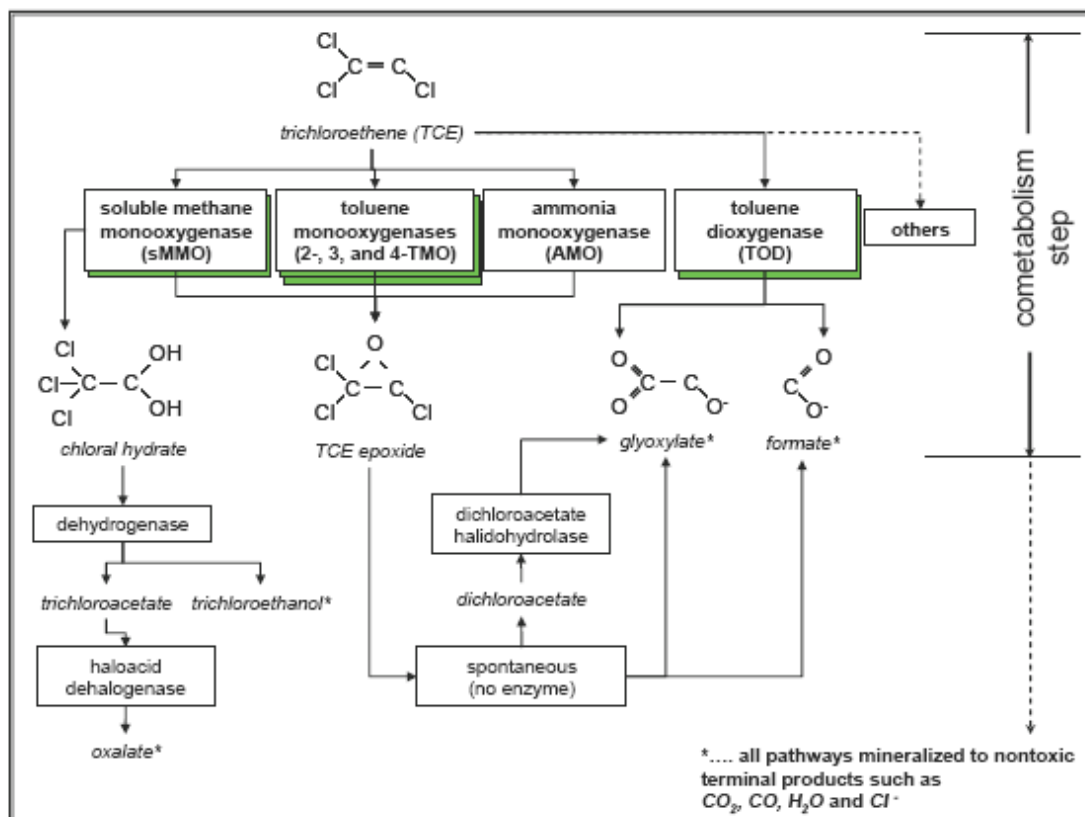 Cl
C = C
Cl
Cl
trichloroethene (TCE)
soluble methane
monooxygenase
(sMMO)
toluene
monooxygenases
(2-, 3, and 4-TMO)
ammonia
monooxygenase
(AMO)
toluene
dioxygenase
(TOD)
others
cometabolism
step
Cl
OH
Cl
C
C
Cl
OH
chloral hydrate
O
Cl
C
C
Cl
Cl
TCE epoxide
O
C
C
O
O-
glyoxylate*
O
C
O-
formate*
dehydrogenase
dichloroacetate
halidohydrolase
trichloroacetate
trichloroethanol*
dichloroacetate
haloacid
dehalogenase
spontaneous
(no enzyme)
oxalate*
*.... all pathways mineralized to nontoxic
terminal products such as
CO2, CO, H2O and Cl-